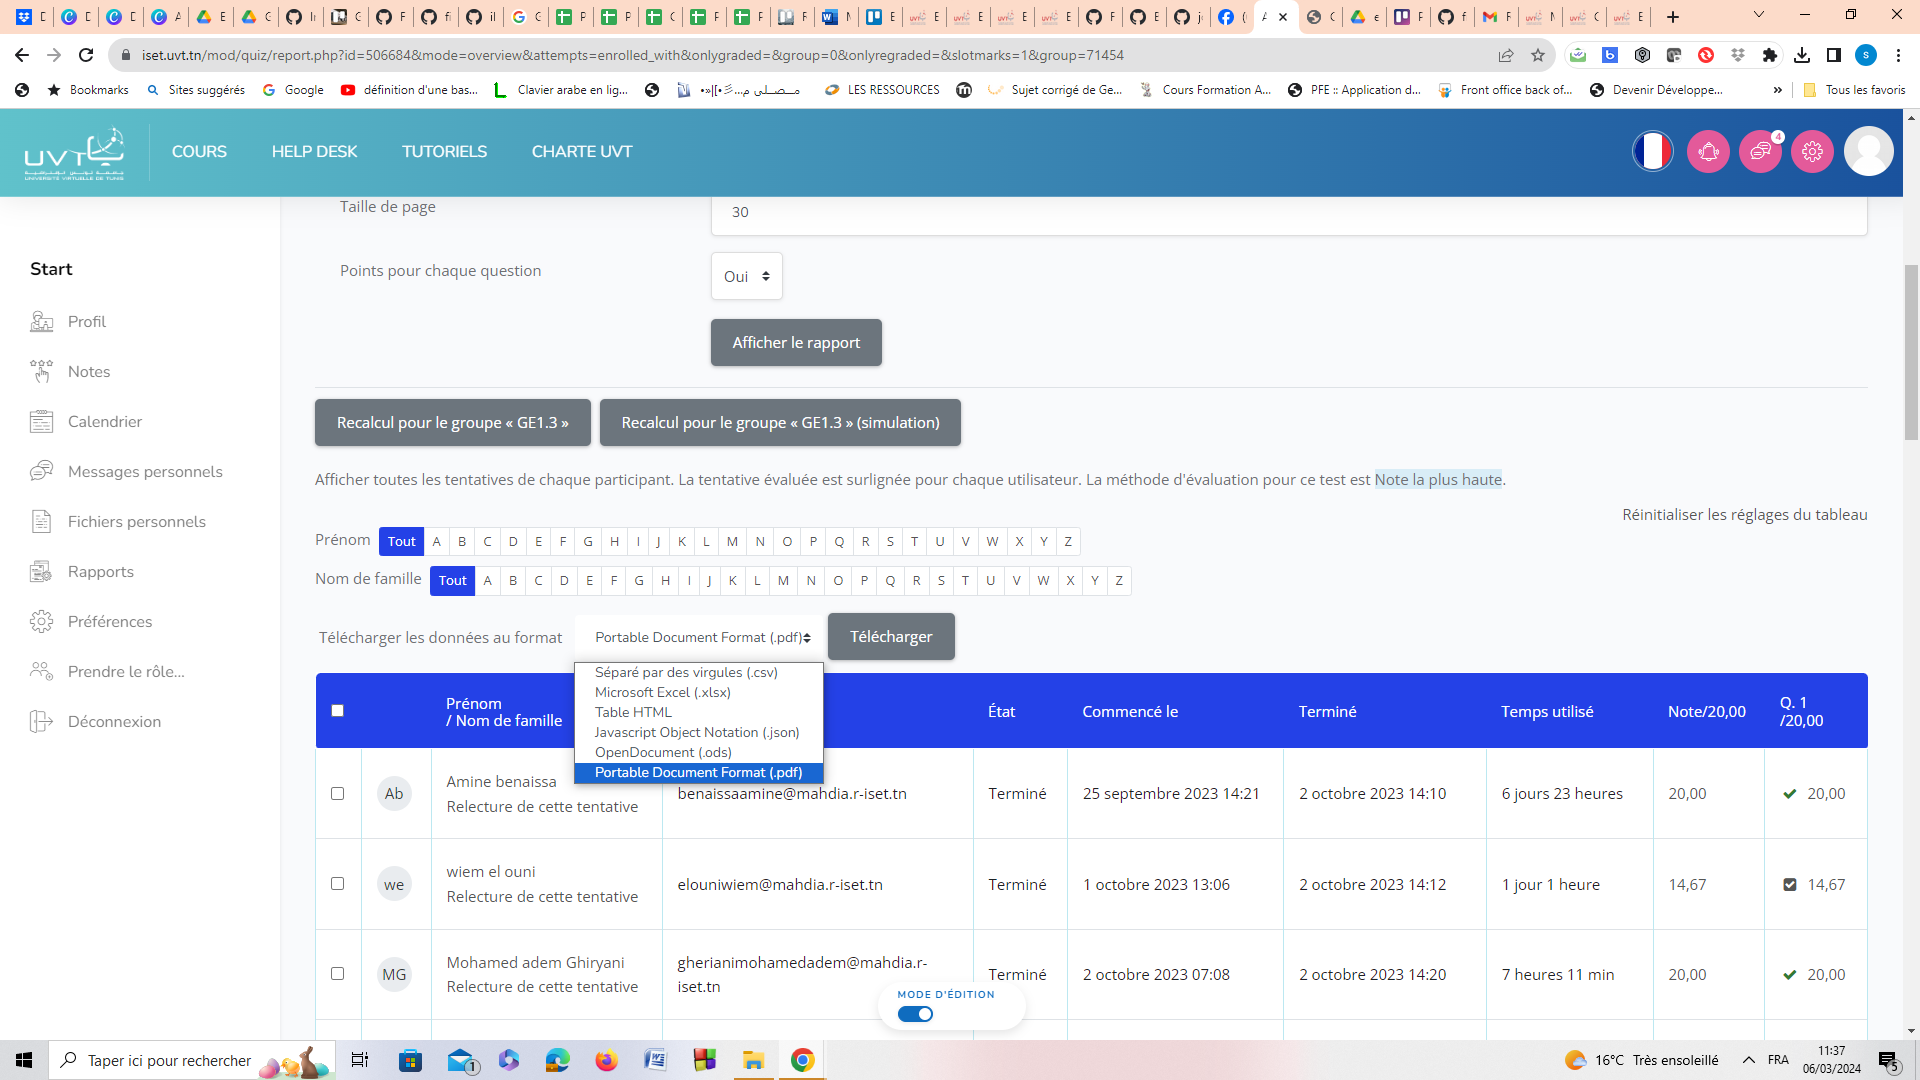 iset.uvt.tn/mod/quiz/report.php?id=506684&mode=overview&attempts=enrolled_with&onlygraded=&group=0&onlyregraded=&slotmarks=1&group=71454
Bookmarks Sites suggérés Google définition d'une bas... Clavier arabe en lig... LES RESSOURCES Sujet corrigé de Ge... Cours Formation A... PFE :: Application d... Front office back of... Devenir Développe... » Tous les favoris
UVT COURS HELP DESK TUTORIELS CHARTE UVT 4
UNIVERSITÉ VIRTUELLE DE TUNIS
Taille de page 30
Start
Points pour chaque question Oui
Profil
Afficher le rapport
Notes
Calendrier
Recalcul pour le groupe « GE1.3 » Recalcul pour le groupe « GE1.3 » (simulation)
Messages personnels
Afficher toutes les tentatives de chaque participant. La tentative évaluée est surlignée pour chaque utilisateur. La méthode d'évaluation pour ce test est Note la plus haute.
Fichiers personnels
Réinitialiser les réglages du tableau
Prénom Tout A B C D E F G H I J K L M N O P Q R S T U V W X Y Z
Rapports
Nom de famille Tout A B C D E F G H I J K L M N O P Q R S T U V W X Y Z
Préférences
Télécharger les données au format Portable Document Format (.pdf) Télécharger
Prendre le rôle...
Déconnexion
Séparé par des virgules (.csv)
Microsoft Excel (.xlsx)
Table HTML
Javascript Object Notation (.json)
OpenDocument (.ods)
Portable Document Format (.pdf)
Prénom
/ Nom de famille
État Commencé le Terminé Temps utilisé Note/20,00 Q. 1
/20,00
Ab Amine benaissa
Relecture de cette tentative
benaissaamine@mahdia.r-iset.tn Terminé 25 septembre 2023 14:21 2 octobre 2023 14:10 6 jours 23 heures 20,00 20,00
we wiem el ouni
Relecture de cette tentative
elouniwiem@mahdia.r-iset.tn Terminé 1 octobre 2023 13:06 2 octobre 2023 14:12 1 jour 1 heure 14,67 14,67
MG Mohamed adem Ghiryani
Relecture de cette tentative
gherianimohamedadem@mahdia.r-
iset.tn
Terminé 2 octobre 2023 07:08 2 octobre 2023 14:20 7 heures 11 min 20,00 20,00
MODE D'ÉDITION
Taper ici pour rechercher 1 16°C Très ensoleillé FRA 11:37
06/03/2024 5